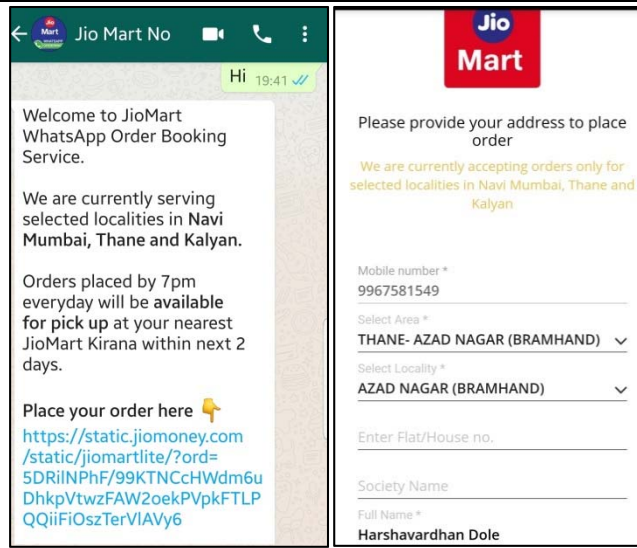 Jio Mart No
Hi 19:41
Welcome to JioMart
WhatsApp Order Booking
Service.
We are currently serving
selected localities in Navi
Mumbai, Thane and Kalyan.
Orders placed by 7pm
everyday will be available
for pick up at your nearest
JioMart Kirana within next 2
days.
Place your order here 👇
https://static.jiomoney.com
/static/jiomartlite/?ord=
5DRilNPhF/99KTNCcHWdm6u
DhkpVtwzFAW2oekPVpkFTLP
QQiiFiOszTerVlAVy6
Jio
Mart
Please provide your address to place
order
We are currently accepting orders only for
selected localities in Navi Mumbai, Thane and
Kalyan
Mobile number *
9967581549
Select Area *
THANE- AZAD NAGAR (BRAMHAND)
Select Locality *
AZAD NAGAR (BRAMHAND)
Enter Flat/House no.
Society Name
Full Name *
Harshavardhan Dole